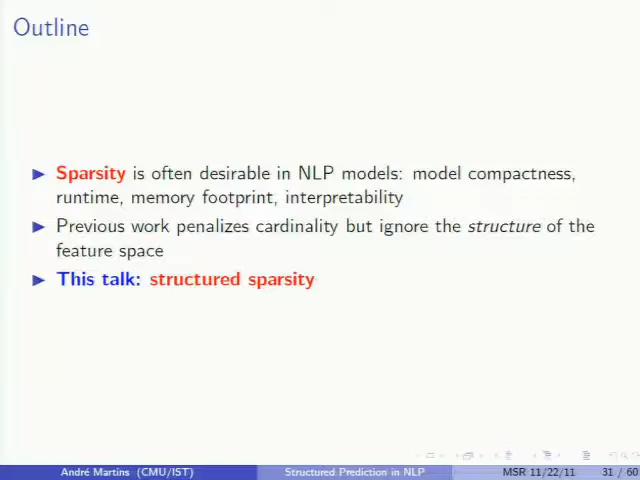 Outline
Sparsity is often desirable in NLP models: model compactness,
runtime, memory footprint, interpretability
Previous work penalizes cardinality but ignore the structure of the
feature space
This talk: structured sparsity
André Martins (CMU/IST) Structured Prediction in NLP MSR 11/22/11 31 / 60